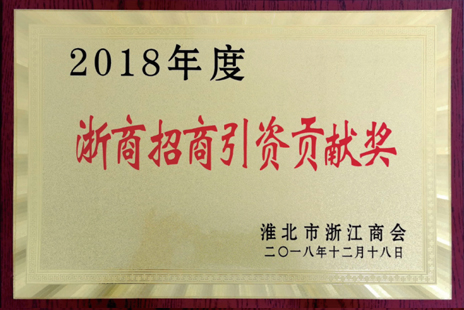 2018年度
浙商招商引资贡献奖
淮北市浙江商会
二〇一八年十二月十八日